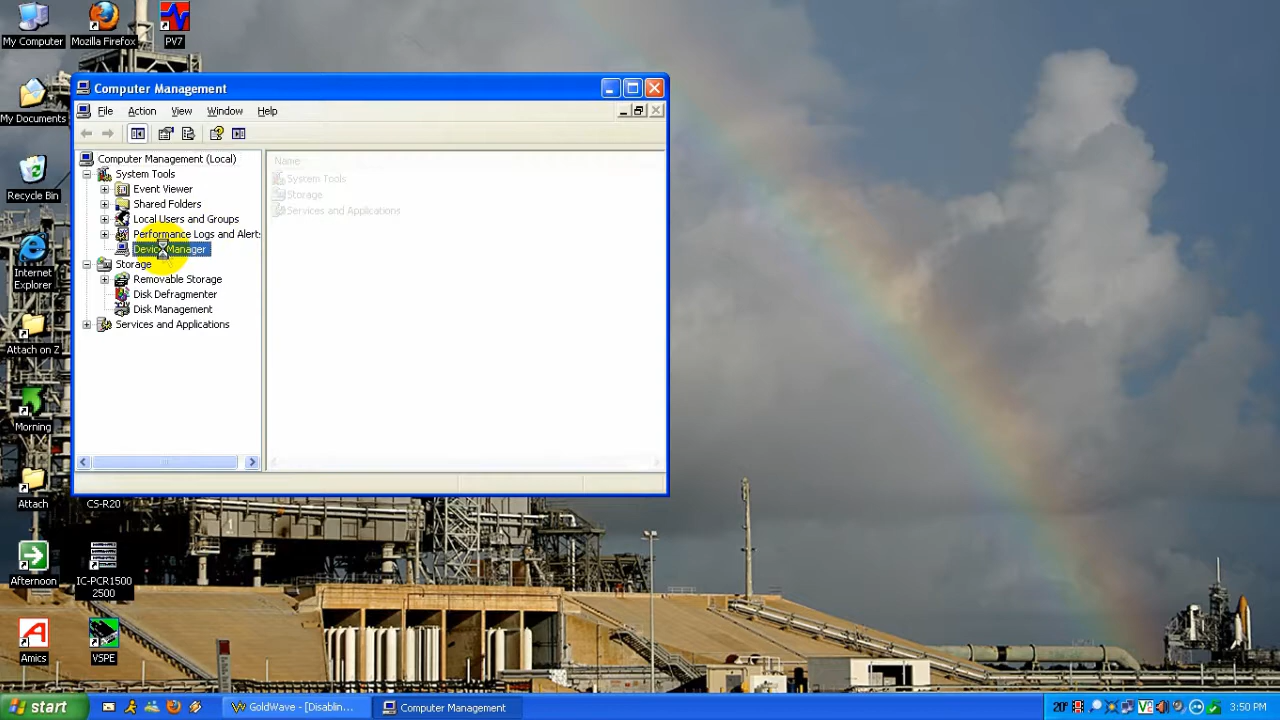 My Computer
Mozilla Firefox
PV7
My Documents
Recycle Bin
Internet
Explorer
Attach on Z
Morning
Attach
CS-R20
Afternoon
IC-PCR1500
2500
Amics
VSPE
Computer Management
File Action View Window Help
Computer Management (Local)
System Tools
Event Viewer
Shared Folders
Local Users and Groups
Performance Logs and Alert
Device Manager
Storage
Removable Storage
Disk Defragmenter
Disk Management
Services and Applications
Name
System Tools
Storage
Services and Applications
start
GoldWave - [Disablin...
Computer Management
20°
3:50 PM